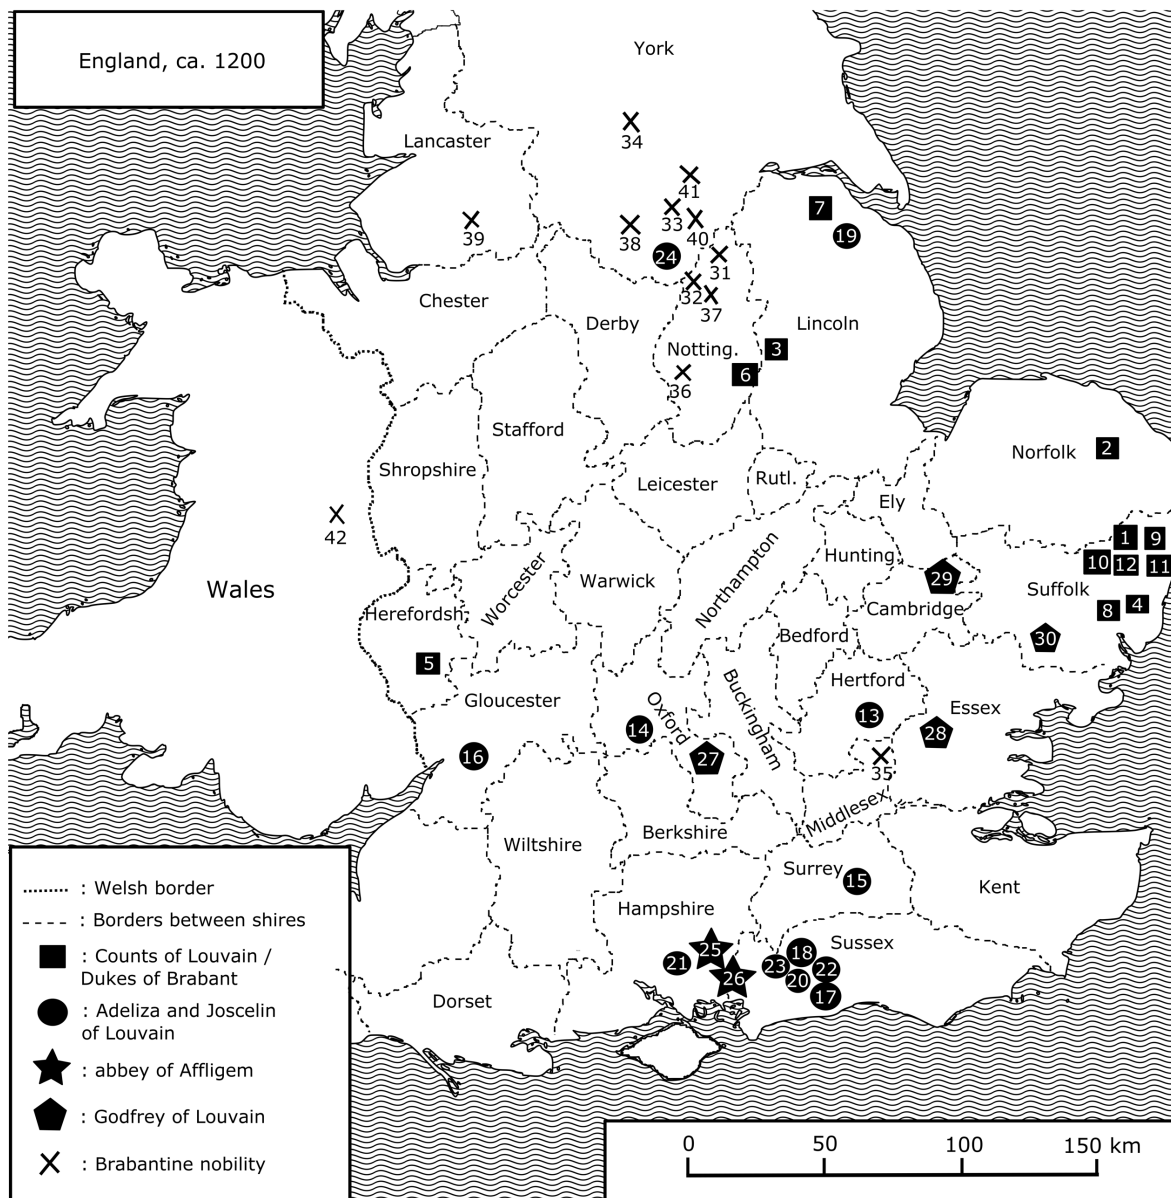 England, ca. 1200
York
Lancaster
34
41
7
33
19
39
38
40
24
31
Chester
32
37
Derby
Lincoln
Notting.
3
6
36
Stafford
Norfolk
2
Shropshire
Leicester
Rutl.
Ely
42
1
9
Hunting.
10
12
11
Worcester
Northampton
Warwick
29
Wales
Suffolk
Herefordsh.
Cambridge
8
4
Bedford
30
5
Hertford
Gloucester
Oxford
Buckingham
Essex
13
14
28
16
27
35
Middlesex
Berkshire
Wiltshire
Surrey
15
Kent
Hampshire
Sussex
25
18
21
23
22
26
20
17
Dorset
: Welsh border
: Borders between shires
: Counts of Louvain /
Dukes of Brabant
: Adeliza and Joscelin
of Louvain
: abbey of Affligem
: Godfrey of Louvain
: Brabantine nobility
0 50 100 150 km